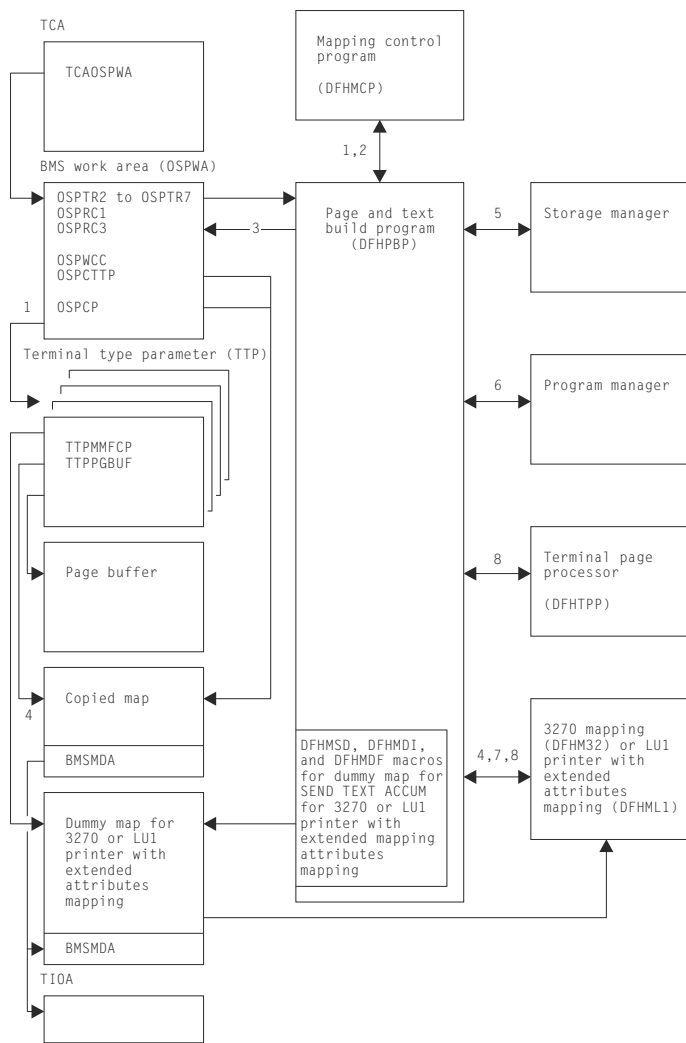 TCA
TCAOSPWA
Mapping control
program
(DFHMCP)
1,2
BMS work area (OSPWA)
OSPTR2 to OSPTR7
OSPRC1
OSPRC3
OSPWCC
OSPCTTP
OSPCP
3
1
Page and text
build program
(DFHPBP)
5
Storage manager
Terminal type parameter (TTP)
6
Program manager
TTPMMFCP
TTPPGBUF
Page buffer
8
Terminal page
processor
(DFHTPP)
Copied map
4
BMSMDA
DFHMSD, DFHMDI,
and DFHMDF macros
for dummy map for
SEND TEXT ACCUM
for 3270 or LU1
printer with
extended mapping
attributes
mapping
4,7,8
3270 mapping
(DFHM32) or LU1
printer with
extended
attributes
mapping (DFHML1)
Dummy map for
3270 or LU1
printer with
extended
attributes
mapping
BMSMDA
TIOA